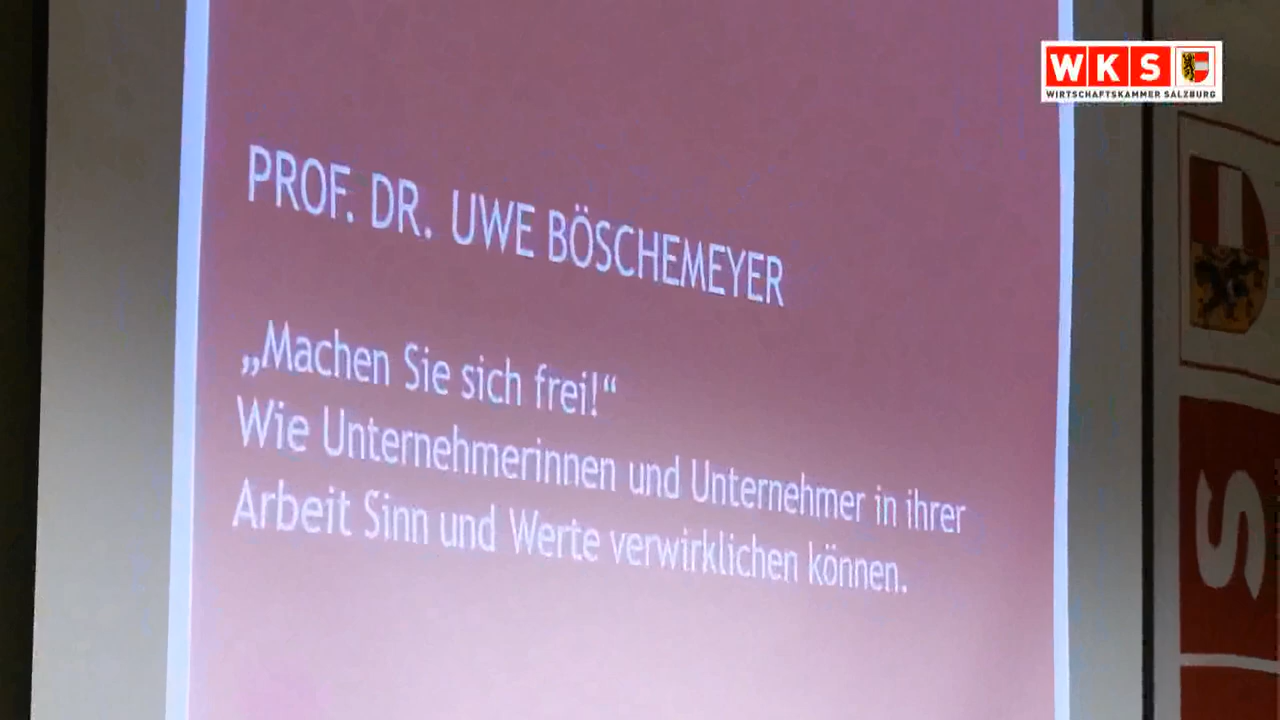 WKS
WIRTSCHAFTSKAMMER SALZBURG
PROF. DR. UWE BÖSCHEMEYER
„Machen Sie sich frei!“
Wie Unternehmerinnen und Unternehmer in ihrer
Arbeit Sinn und Werte verwirklichen können.
S